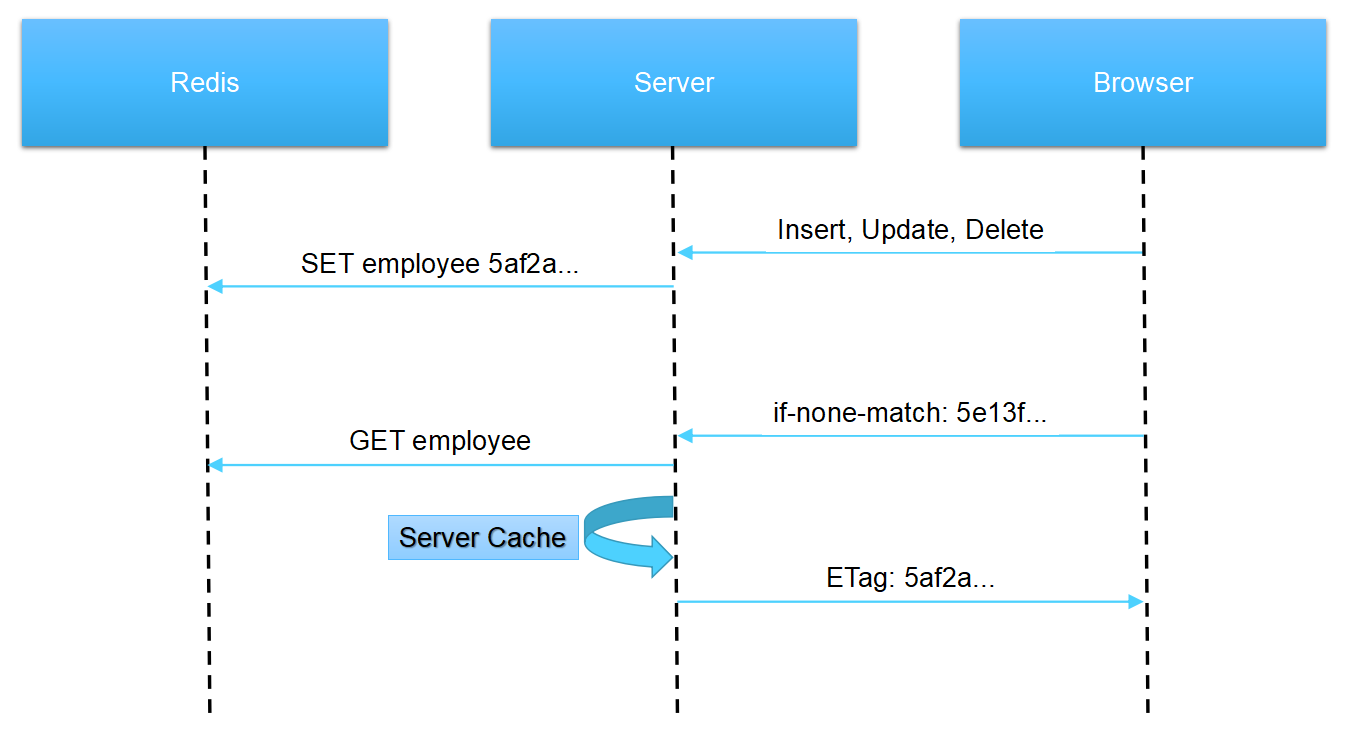 Redis
Server
Browser
Insert, Update, Delete
SET employee 5af2a...
if-none-match: 5e13f...
GET employee
Server Cache
ETag: 5af2a...